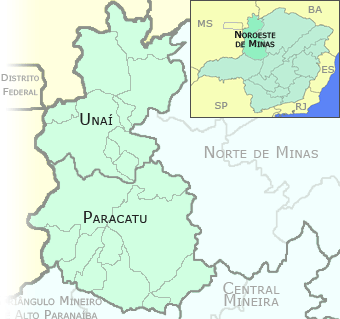 MS
BA
NOROESTE
DE MINAS
ES
SP
RJ
DISTRITO
FEDERAL
UNAÍ
NORTE DE MINAS
PARACATU
CENTRAL
MINEIRA
TRIÂNGULO MINEIRO
ALTO PARANAIBA